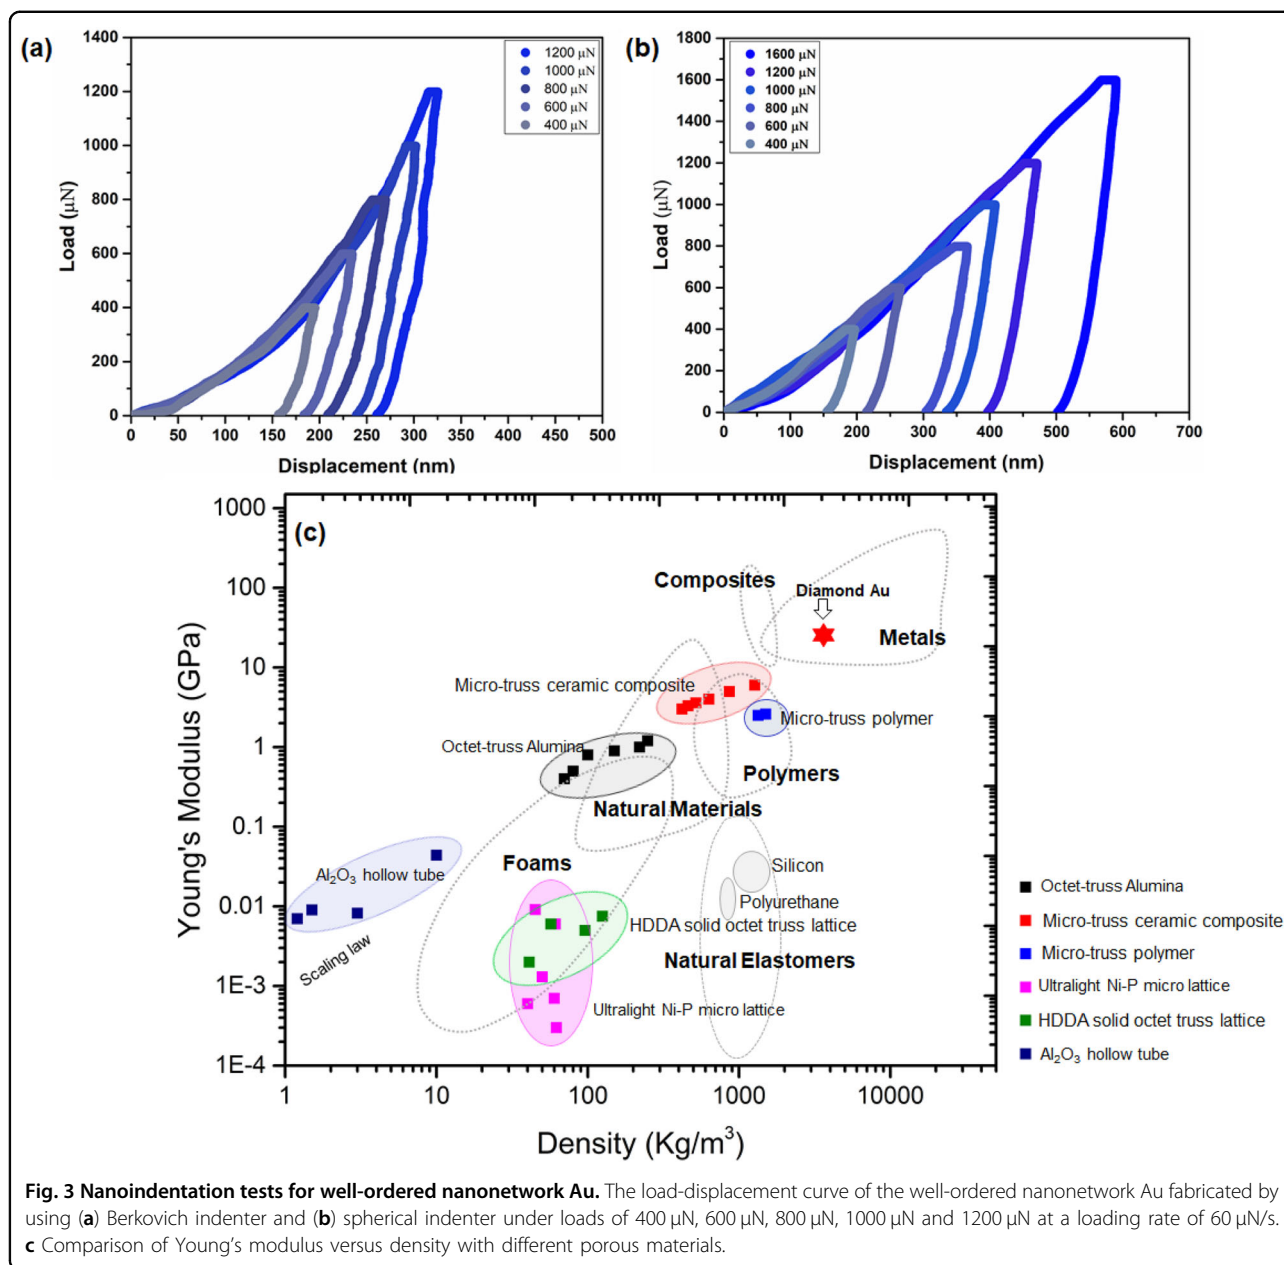 (a)
1400
1200
1000
800
600
400
200
0
Load (μN)
0 50 100 150 200 250 300 350 400 450 500
Displacement (nm)
1200 μN
1000 μN
800 μN
600 μN
400 μN
(b)
1800
1600
1400
1200
1000
800
600
400
200
0
Load (μN)
0 100 200 300 400 500 600 700
Displacement (nm)
1600 μN
1200 μN
1000 μN
800 μN
600 μN
400 μN
(c)
1000
100
10
1
0.1
0.01
1E-3
1E-4
Young's Modulus (GPa)
1 10 100 1000 10000
Density (Kg/m³)
Composites
Diamond Au
Metals
Micro-truss ceramic composite
Micro-truss polymer
Octet-truss Alumina
Polymers
Natural Materials
Foams
Al₂O₃ hollow tube
Silicon
Polyurethane
HDDA solid octet truss lattice
Scaling law
Natural Elastomers
Ultralight Ni-P micro lattice
Octet-truss Alumina
Micro-truss ceramic composite
Micro-truss polymer
Ultralight Ni-P micro lattice
HDDA solid octet truss lattice
Al₂O₃ hollow tube
Fig. 3 Nanoindentation tests for well-ordered nanonetwork Au. The load-displacement curve of the well-ordered nanonetwork Au fabricated by
using (a) Berkovich indenter and (b) spherical indenter under loads of 400 μN, 600 μN, 800 μN, 1000 μN and 1200 μN at a loading rate of 60 μN/s.
c Comparison of Young's modulus versus density with different porous materials.